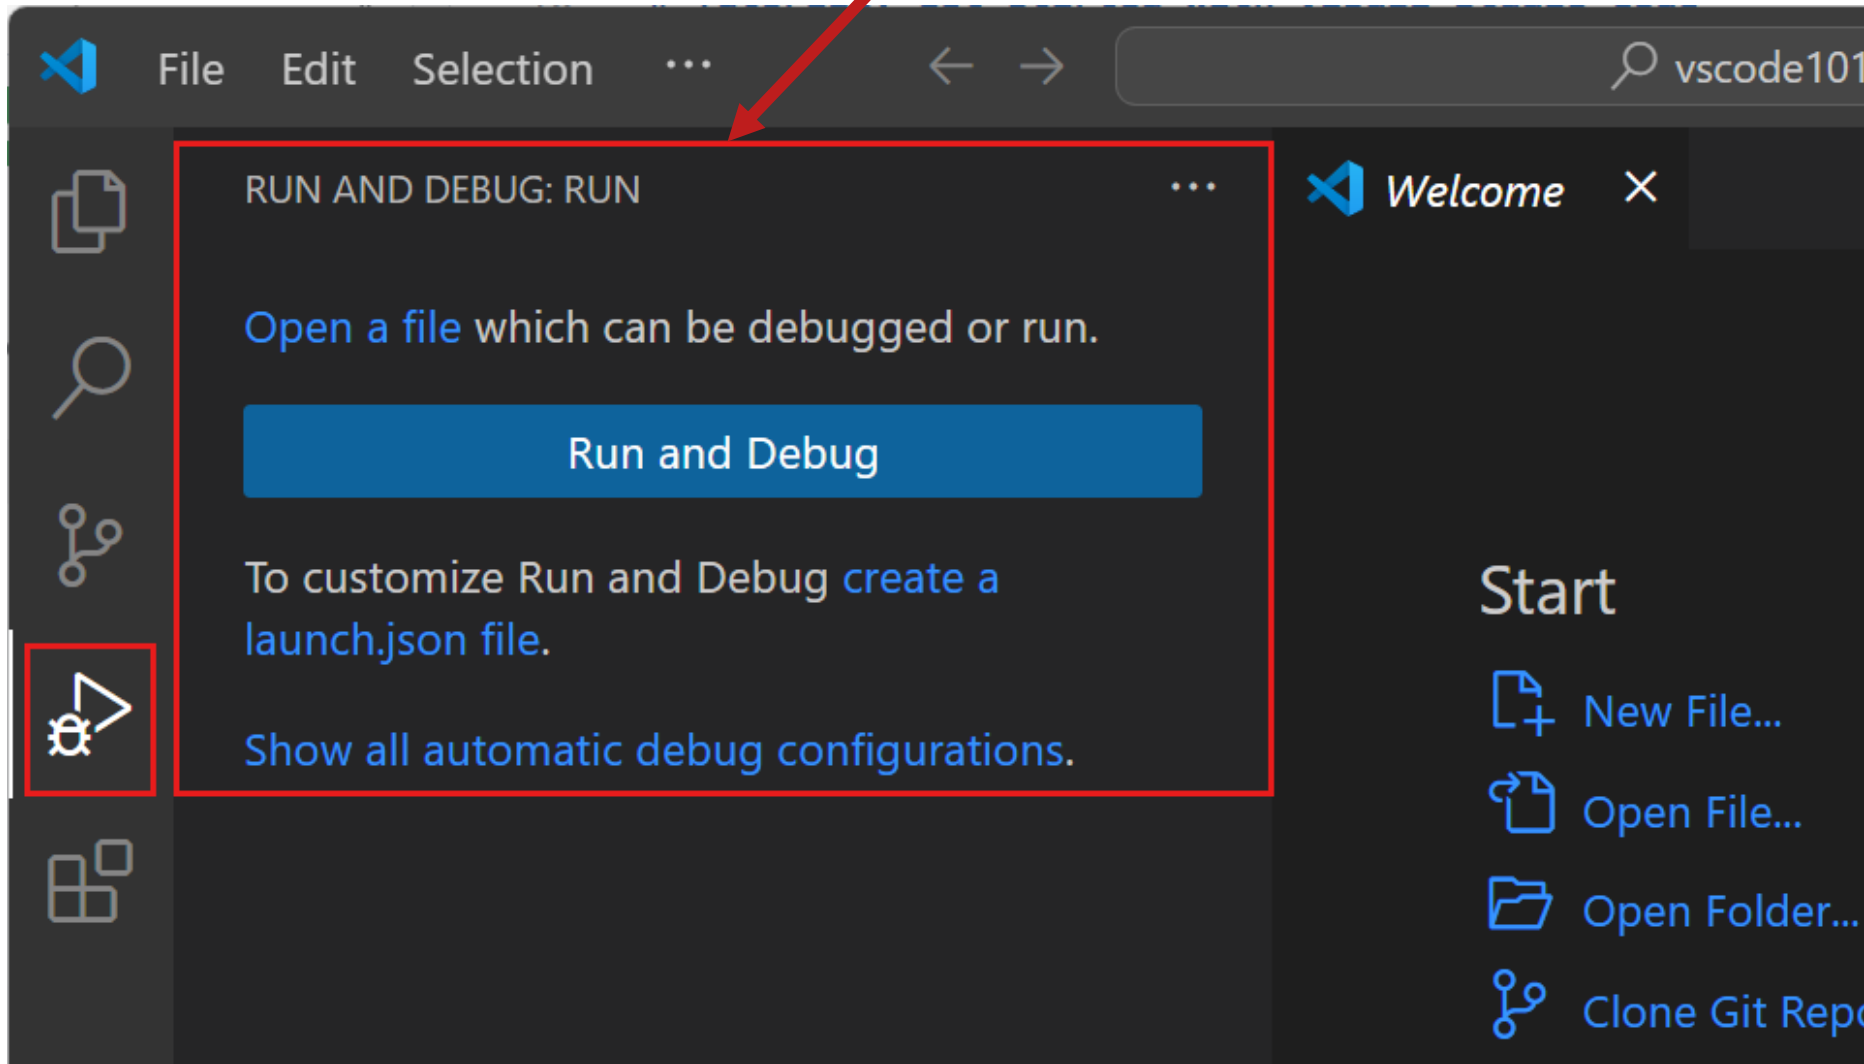 File Edit Selection ···
vscode101
RUN AND DEBUG: RUN ···
Welcome
Open a file which can be debugged or run.
Run and Debug
To customize Run and Debug create a
launch.json file.
Show all automatic debug configurations.
Start
New File...
Open File...
Open Folder...
Clone Git